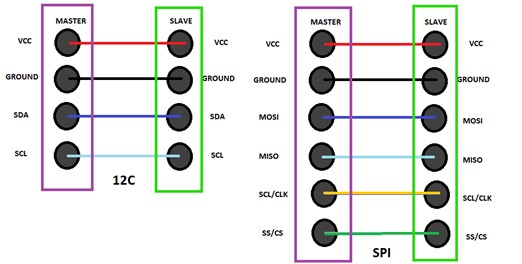 MASTER SLAVE
VCC VCC
GROUND GROUND
SDA SDA
SCL SCL
12C
MASTER SLAVE
VCC VCC
GROUND GROUND
MOSI MOSI
MISO MISO
SCL/CLK SCL/CLK
SS/CS SS/CS
SPI